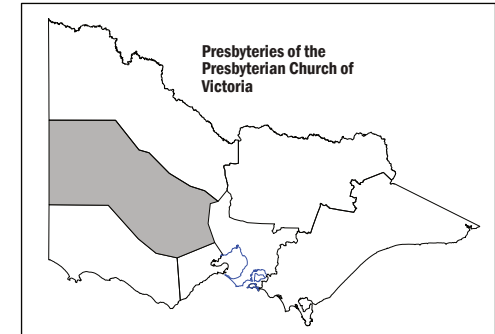 Presbyteries of the
Presbyterian Church of
Victoria